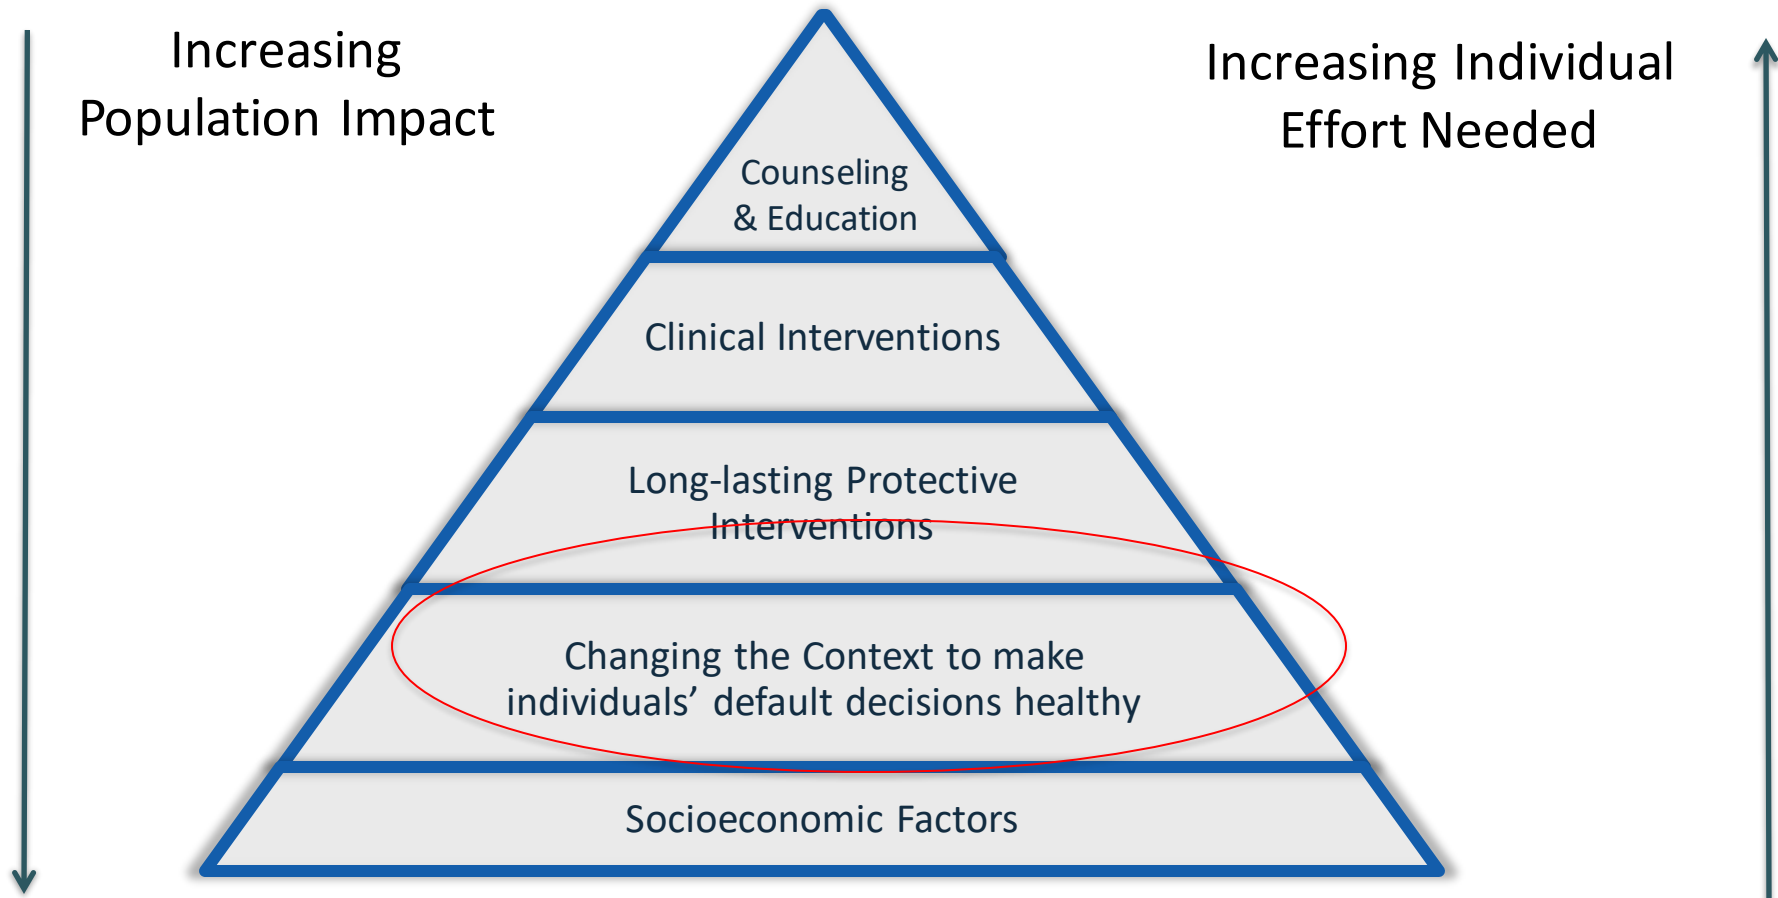 Increasing
Population Impact
Increasing Individual
Effort Needed
Counseling
& Education
Clinical Interventions
Long-lasting Protective
Interventions
Changing the Context to make
individuals’ default decisions healthy
Socioeconomic Factors